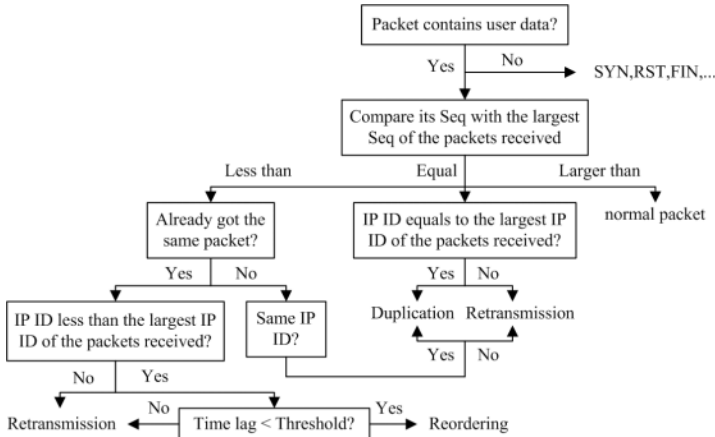 Packet contains user data?
Yes
No
SYN,RST,FIN,...
Compare its Seq with the largest
Seq of the packets received
Less than
Equal
Larger than
Already got the
same packet?
IP ID equals to the largest IP
ID of the packets received?
normal packet
Yes
No
Yes
No
IP ID less than the largest IP
ID of the packets received?
Same IP
ID?
Duplication
Retransmission
Yes
No
No
Yes
Retransmission
No
Time lag < Threshold?
Yes
Reordering